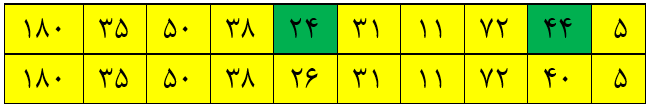 ۱۸۰ ۳۵ ۵۰ ۳۸ ۲۴ ۳۱ ۱۱ ۷۲ ۴۴ ۵
۱۸۰ ۳۵ ۵۰ ۳۸ ۲۶ ۳۱ ۱۱ ۷۲ ۴۰ ۵